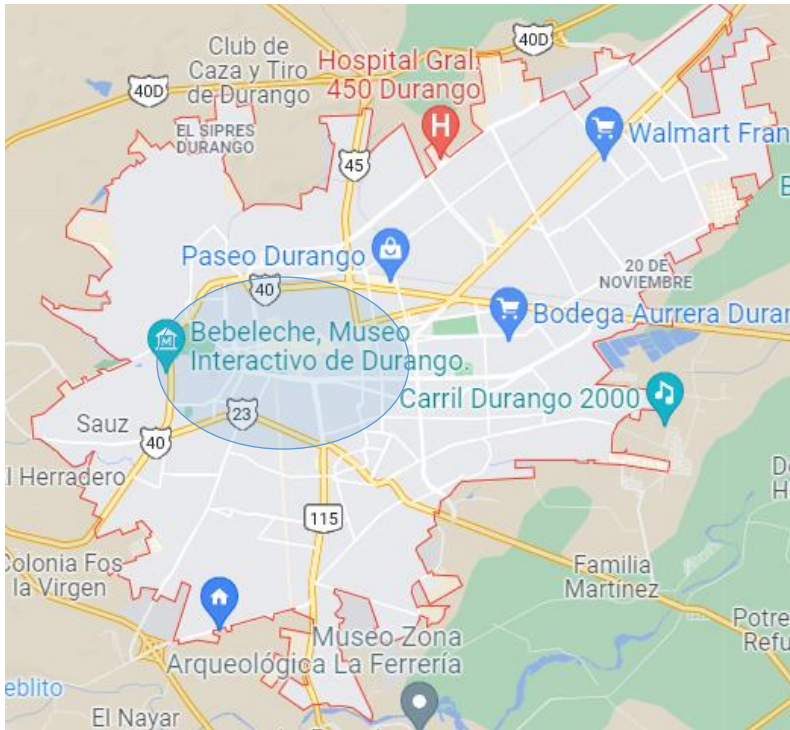 40D
Club de
Caza y Tiro
de Durango
Hospital Gral.
450 Durango
H
40D
EL SIPRES
DURANGO
45
Walmart Fran
Paseo Durango
40
20 DE
NOVIEMBRE
Bodega Aurrera Duran
Bebeleche, Museo
Interactivo de Durango.
M
Carril Durango 2000
23
Sauz
40
l Herradero
115
Colonia Fos
la Virgen
Familia
Martínez
Museo Zona
Arqueológica La Ferrería
Potre
Refu
eblito
El Nayar